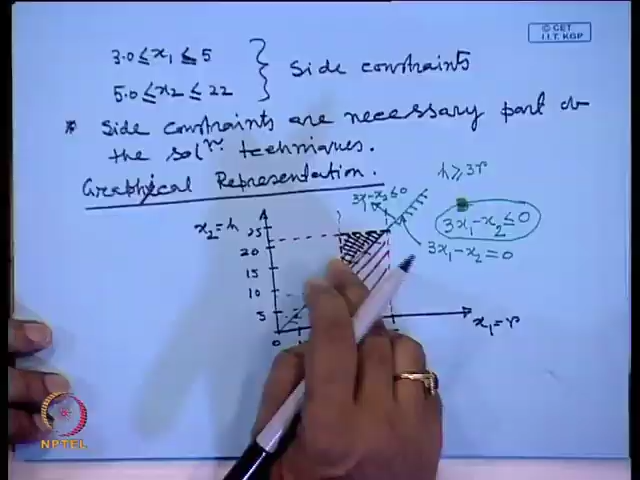 © CET
I.I.T. KGP
3.0 ≤ x₁ ≤ 5
5.0 ≤ x₂ ≤ 22
Side constraints
* Side constraints are necessary part of
the solⁿ. techniques.
Graphical Representation.
h ≥ 3r
3x₁-x₂≤0
3x₁-x₂≤0
3x₁-x₂=0
x₂=h
25
20
15
10
5
0
x₁=r
NPTEL